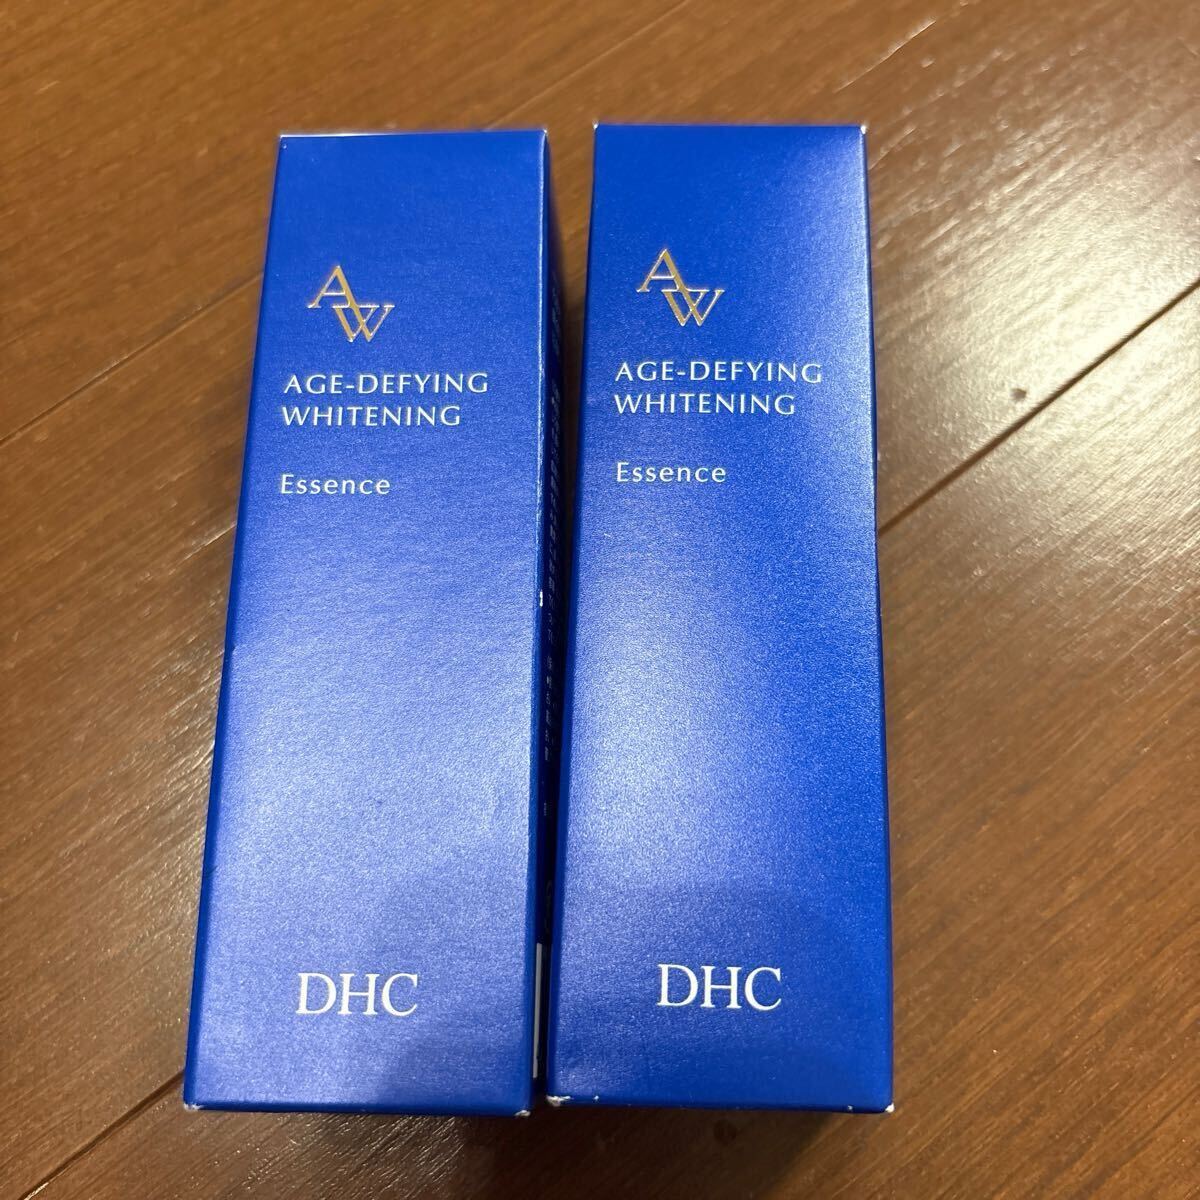 AW
AGE-DEFYING
WHITENING
Essence
DHC
AW
AGE-DEFYING
WHITENING
Essence
DHC